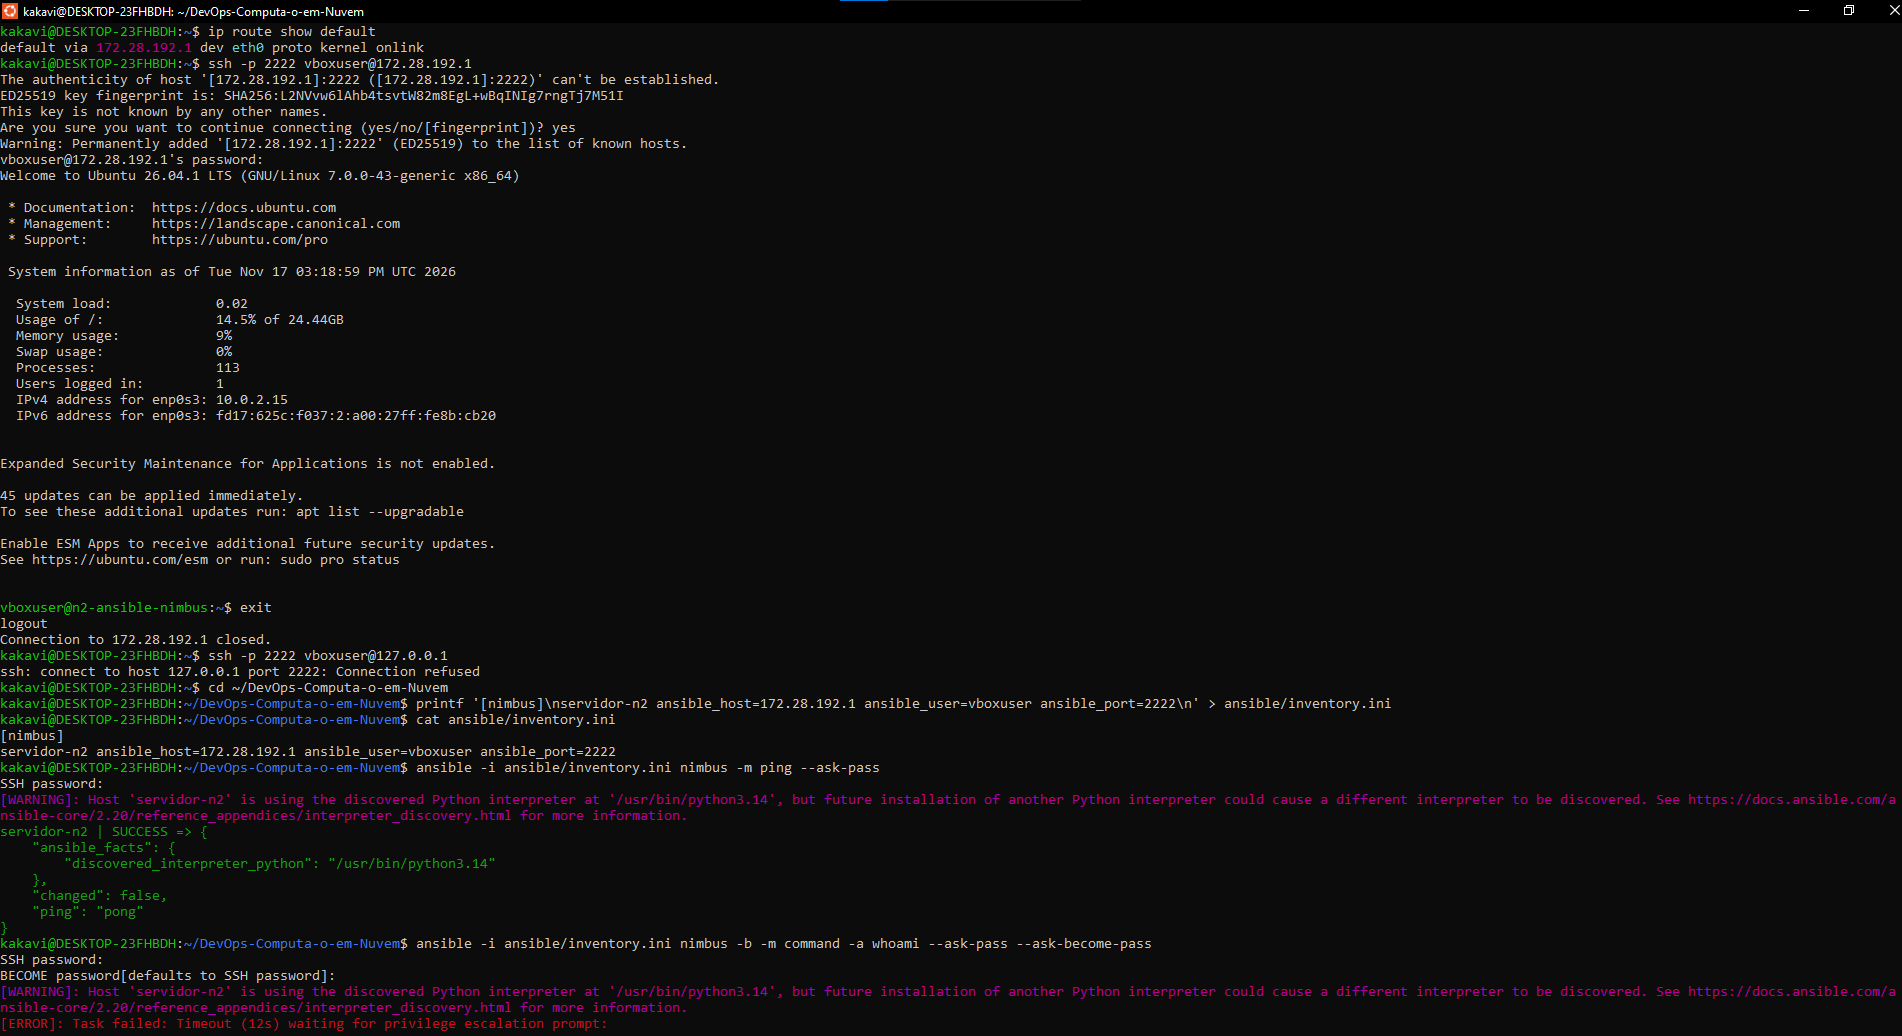 kakavi@DESKTOP-23FHBDH: ~/DevOps-Computa-o-em-Nuvem
kakavi@DESKTOP-23FHBDH:~$ ip route show default
default via 172.28.192.1 dev eth0 proto kernel onlink
kakavi@DESKTOP-23FHBDH:~$ ssh -p 2222 vboxuser@172.28.192.1
The authenticity of host '[172.28.192.1]:2222 ([172.28.192.1]:2222)' can't be established.
ED25519 key fingerprint is: SHA256:L2NVvw6lAhb4tsvtW82m8EgL+wBqINIg7rngTj7M51I
This key is not known by any other names.
Are you sure you want to continue connecting (yes/no/[fingerprint])? yes
Warning: Permanently added '[172.28.192.1]:2222' (ED25519) to the list of known hosts.
vboxuser@172.28.192.1's password:
Welcome to Ubuntu 26.04.1 LTS (GNU/Linux 7.0.0-43-generic x86_64)
* Documentation:  https://docs.ubuntu.com
* Management:     https://landscape.canonical.com
* Support:        https://ubuntu.com/pro
System information as of Tue Nov 17 03:18:59 PM UTC 2026
System load:             0.02
Usage of /:              14.5% of 24.44GB
Memory usage:            9%
Swap usage:              0%
Processes:               113
Users logged in:         1
IPv4 address for enp0s3: 10.0.2.15
IPv6 address for enp0s3: fd17:625c:f037:2:a00:27ff:fe8b:cb20
Expanded Security Maintenance for Applications is not enabled.
45 updates can be applied immediately.
To see these additional updates run: apt list --upgradable
Enable ESM Apps to receive additional future security updates.
See https://ubuntu.com/esm or run: sudo pro status
vboxuser@n2-ansible-nimbus:~$ exit
logout
Connection to 172.28.192.1 closed.
kakavi@DESKTOP-23FHBDH:~$ ssh -p 2222 vboxuser@127.0.0.1
ssh: connect to host 127.0.0.1 port 2222: Connection refused
kakavi@DESKTOP-23FHBDH:~$ cd ~/DevOps-Computa-o-em-Nuvem
kakavi@DESKTOP-23FHBDH:~/DevOps-Computa-o-em-Nuvem$ printf '[nimbus]\nservidor-n2 ansible_host=172.28.192.1 ansible_user=vboxuser ansible_port=2222\n' > ansible/inventory.ini
kakavi@DESKTOP-23FHBDH:~/DevOps-Computa-o-em-Nuvem$ cat ansible/inventory.ini
[nimbus]
servidor-n2 ansible_host=172.28.192.1 ansible_user=vboxuser ansible_port=2222
kakavi@DESKTOP-23FHBDH:~/DevOps-Computa-o-em-Nuvem$ ansible -i ansible/inventory.ini nimbus -m ping --ask-pass
SSH password:
[WARNING]: Host 'servidor-n2' is using the discovered Python interpreter at '/usr/bin/python3.14', but future installation of another Python interpreter could cause a different interpreter to be discovered. See https://docs.ansible.com/a
nsible-core/2.20/reference_appendices/interpreter_discovery.html for more information.
servidor-n2 | SUCCESS => {
    "ansible_facts": {
        "discovered_interpreter_python": "/usr/bin/python3.14"
    },
    "changed": false,
    "ping": "pong"
}
kakavi@DESKTOP-23FHBDH:~/DevOps-Computa-o-em-Nuvem$ ansible -i ansible/inventory.ini nimbus -b -m command -a whoami --ask-pass --ask-become-pass
SSH password:
BECOME password[defaults to SSH password]:
[WARNING]: Host 'servidor-n2' is using the discovered Python interpreter at '/usr/bin/python3.14', but future installation of another Python interpreter could cause a different interpreter to be discovered. See https://docs.ansible.com/a
nsible-core/2.20/reference_appendices/interpreter_discovery.html for more information.
[ERROR]: Task failed: Timeout (12s) waiting for privilege escalation prompt: